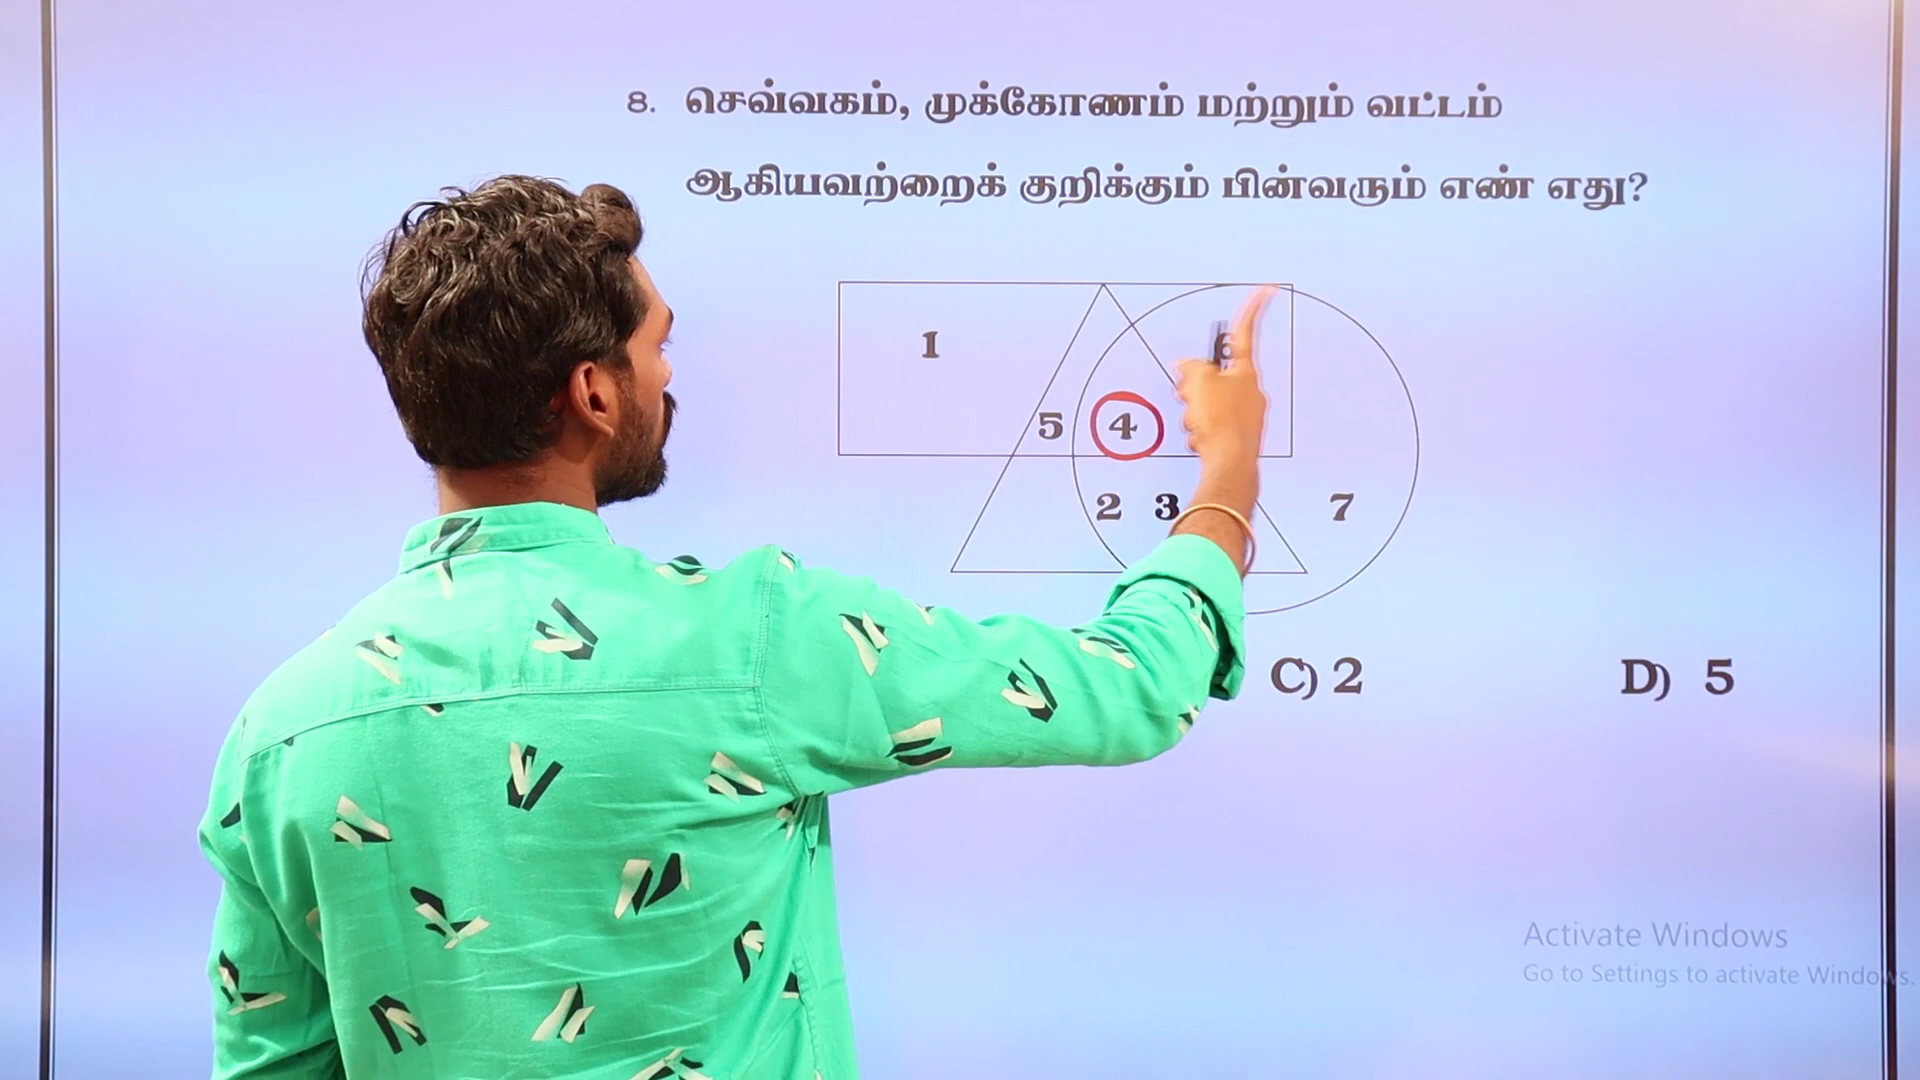 8. செவ்வகம், முக்கோணம் மற்றும் வட்டம்
ஆகியவற்றைக் குறிக்கும் பின்வரும் எண் எது?
1
6
5
4
2
3
7
C) 2
D) 5
Activate Windows
Go to Settings to activate Windows.